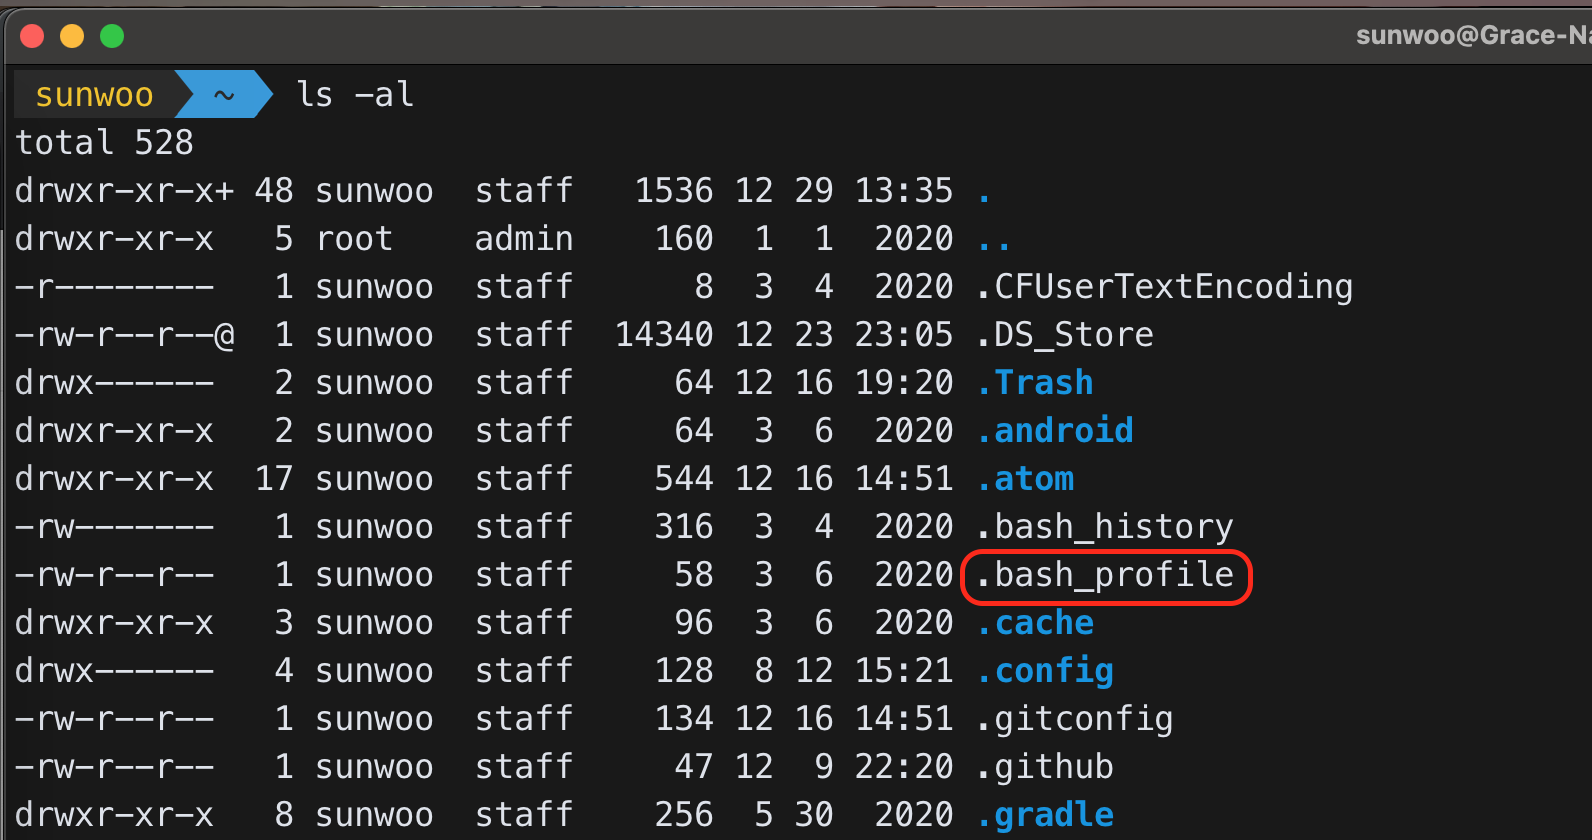 sunwoo@Grace-Na
sunwoo ~ ls -al
total 528
drwxr-xr-x+ 48 sunwoo  staff   1536 12 29 13:35 .
drwxr-xr-x   5 root    admin    160  1  1  2020 ..
-r--------   1 sunwoo  staff      8  3  4  2020 .CFUserTextEncoding
-rw-r--r--@  1 sunwoo  staff  14340 12 23 23:05 .DS_Store
drwx------   2 sunwoo  staff     64 12 16 19:20 .Trash
drwxr-xr-x   2 sunwoo  staff     64  3  6  2020 .android
drwxr-xr-x  17 sunwoo  staff    544 12 16 14:51 .atom
-rw-------   1 sunwoo  staff    316  3  4  2020 .bash_history
-rw-r--r--   1 sunwoo  staff     58  3  6  2020 .bash_profile
drwxr-xr-x   3 sunwoo  staff     96  3  6  2020 .cache
drwx------   4 sunwoo  staff    128  8 12 15:21 .config
-rw-r--r--   1 sunwoo  staff    134 12 16 14:51 .gitconfig
-rw-r--r--   1 sunwoo  staff     47 12  9 22:20 .github
drwxr-xr-x   8 sunwoo  staff    256  5 30  2020 .gradle